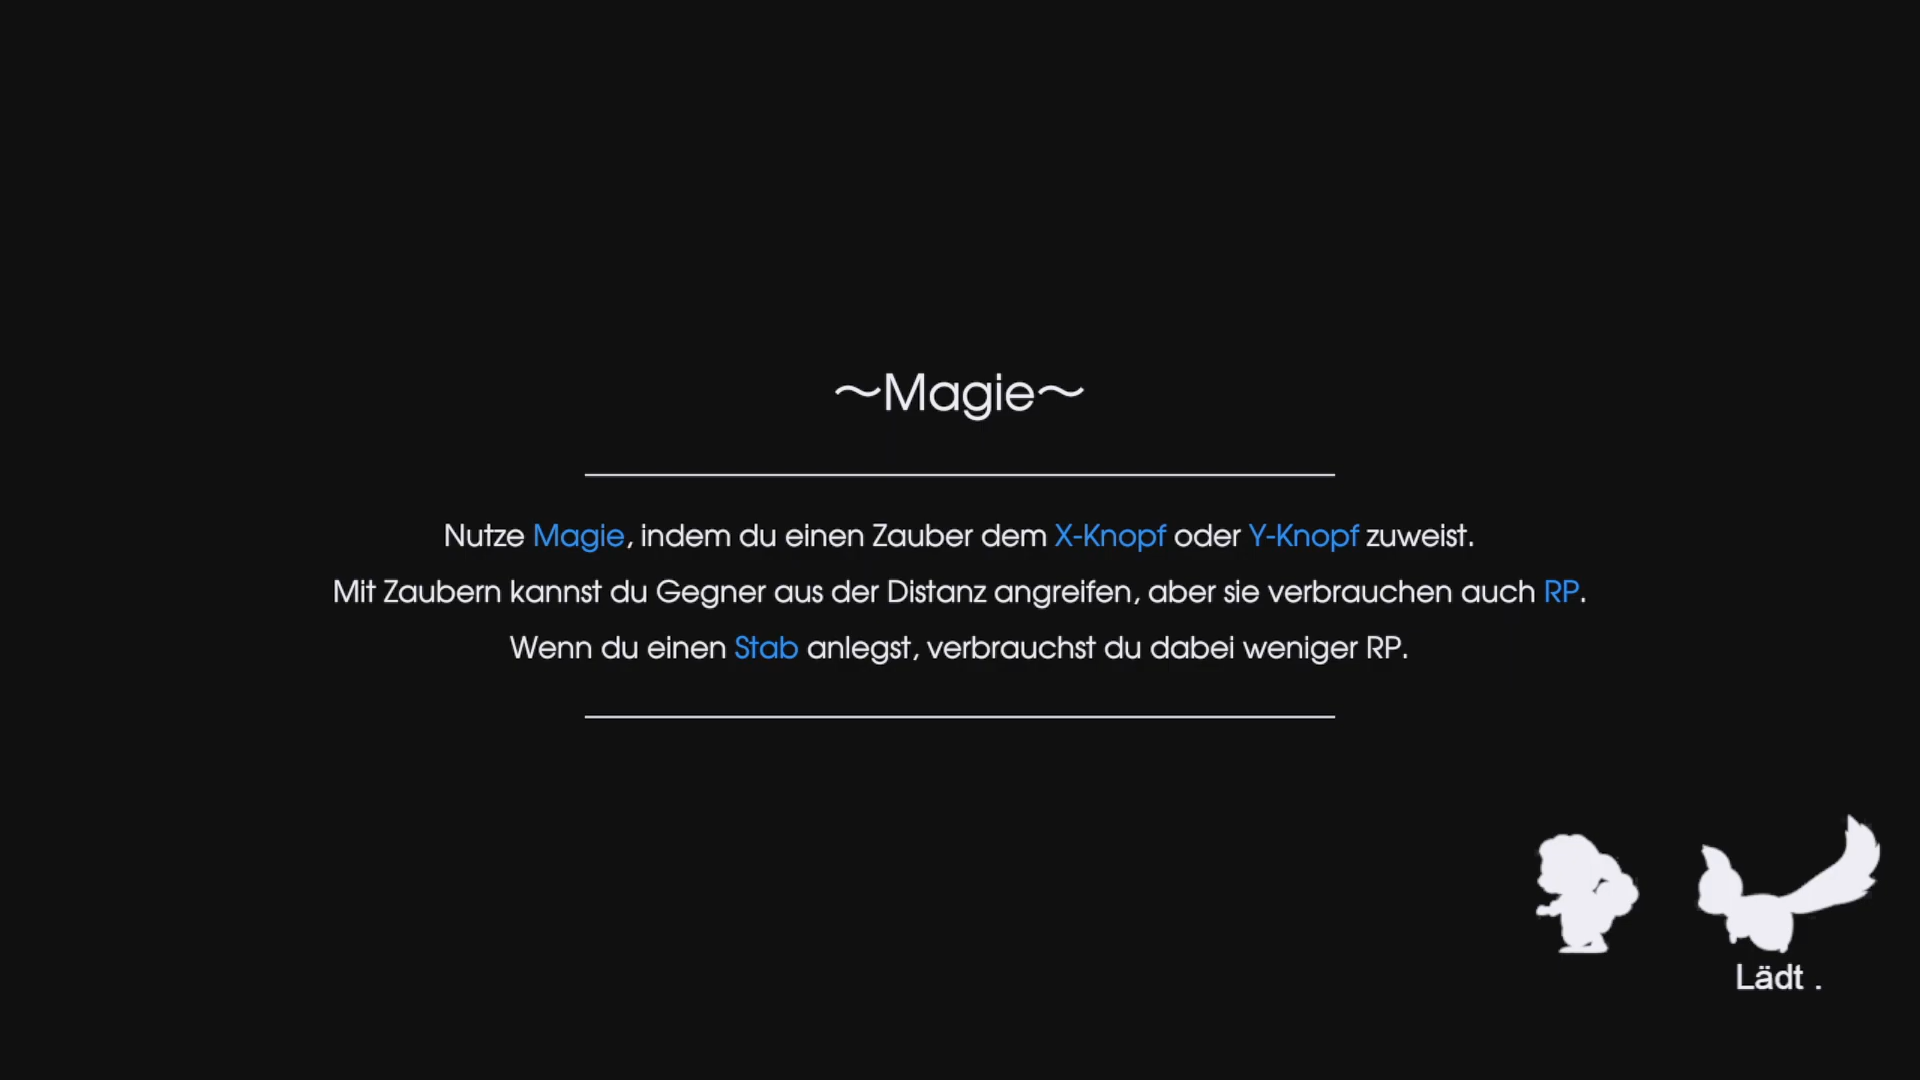 ～Magie～
Nutze Magie, indem du einen Zauber dem X-Knopf oder Y-Knopf zuweist.
Mit Zaubern kannst du Gegner aus der Distanz angreifen, aber sie verbrauchen auch RP.
Wenn du einen Stab anlegst, verbrauchst du dabei weniger RP.
Lädt .